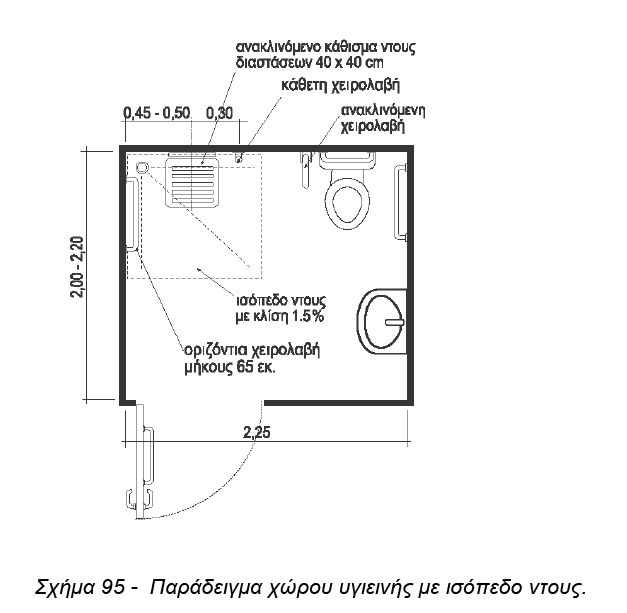 ανακλινόμενο κάθισμα ντους
διαστάσεων 40 x 40 cm
κάθετη χειρολαβή
ανακλινόμενη
χειρολαβή
0,45 - 0,50
0,30
2,00 - 2,20
ισόπεδο ντους
με κλίση 1.5%
οριζόντια χειρολαβή
μήκους 65 εκ.
2,25
Σχήμα 95 - Παράδειγμα χώρου υγιεινής με ισόπεδο ντους.